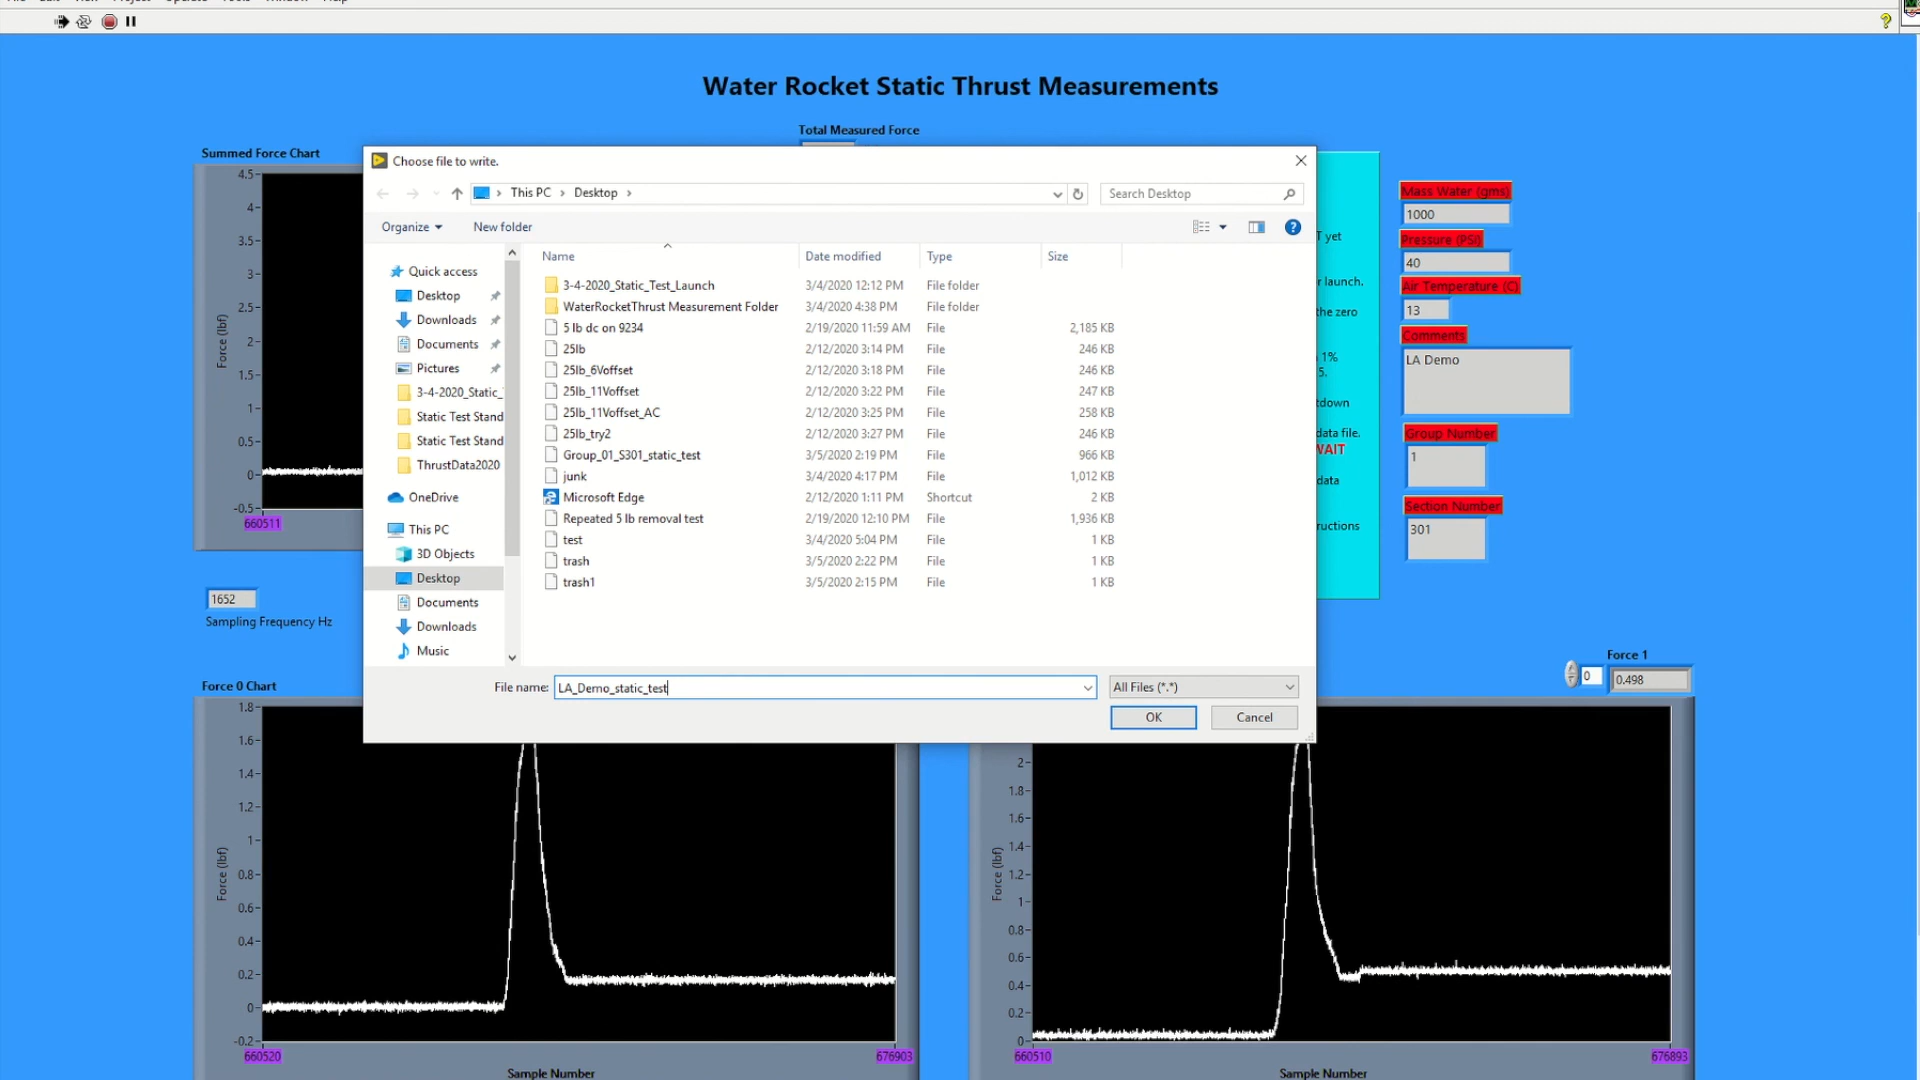 Water Rocket Static Thrust Measurements
Total Measured Force
Summed Force Chart
4.5
4
3.5
3
2.5
2
1.5
1
0.5
0
-0.5
Force (lbf)
660511
1652
Sampling Frequency Hz
Choose file to write.
This PC
Desktop
Search Desktop
Organize
New folder
Name
Date modified
Type
Size
Quick access
Desktop
Downloads
Documents
Pictures
3-4-2020_Static_
Static Test Stand
Static Test Stand
ThrustData2020
OneDrive
This PC
3D Objects
Desktop
Documents
Downloads
Music
3-4-2020_Static_Test_Launch 3/4/2020 12:12 PM File folder
WaterRocketThrust Measurement Folder 3/4/2020 4:38 PM File folder
5 lb dc on 9234 2/19/2020 11:59 AM File 2,185 KB
25lb 2/12/2020 3:14 PM File 246 KB
25lb_6Voffset 2/12/2020 3:18 PM File 246 KB
25lb_11Voffset 2/12/2020 3:22 PM File 247 KB
25lb_11Voffset_AC 2/12/2020 3:25 PM File 258 KB
25lb_try2 2/12/2020 3:27 PM File 246 KB
Group_01_S301_static_test 3/5/2020 2:19 PM File 966 KB
junk 3/4/2020 4:17 PM File 1,012 KB
Microsoft Edge 2/12/2020 1:11 PM Shortcut 2 KB
Repeated 5 lb removal test 2/19/2020 12:10 PM File 1,936 KB
test 3/4/2020 5:04 PM File 1 KB
trash 3/5/2020 2:22 PM File 1 KB
trash1 3/5/2020 2:15 PM File 1 KB
File name: LA_Demo_static_test
All Files (*.*)
OK
Cancel
T yet
r launch.
the zero
1%
5.
tdown
data file.
WAIT
data
ructions
Mass Water (gms)
1000
Pressure (PSI)
40
Air Temperature (C)
13
Comments
LA Demo
Group Number
1
Section Number
301
Force 1
0
0.498
Force 0 Chart
1.8
1.6
1.4
1.2
1
0.8
0.6
0.4
0.2
0
-0.2
Force (lbf)
660520
676903
Sample Number
2
1.8
1.6
1.4
1.2
1
0.8
0.6
0.4
0.2
0
Force (lbf)
660510
676893
Sample Number